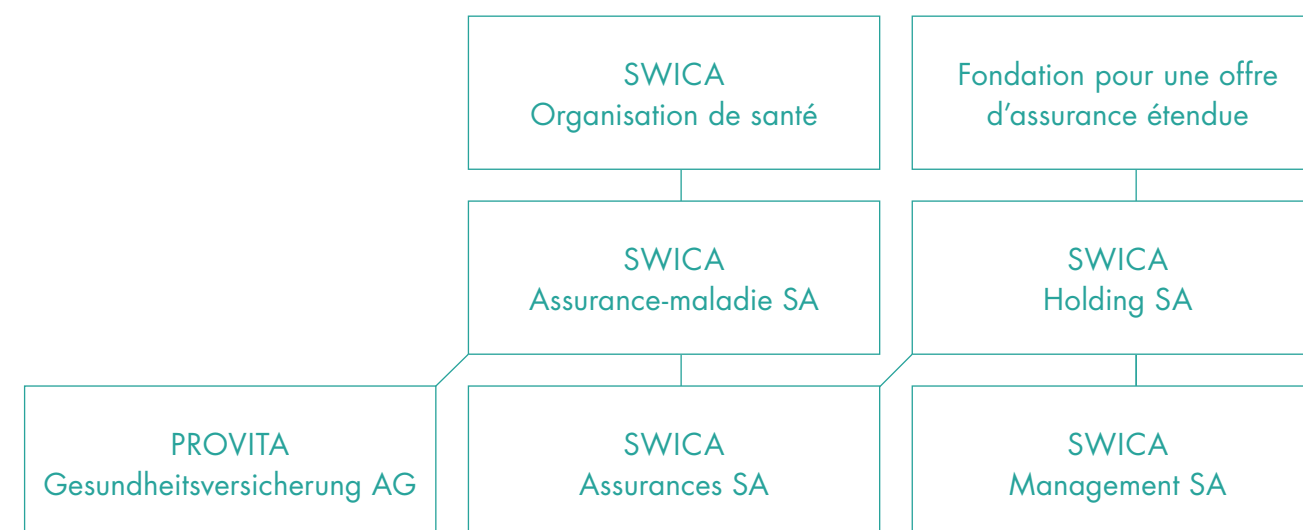 SWICA
Organisation de santé
Fondation pour une offre
d’assurance étendue
SWICA
Assurance-maladie SA
SWICA
Holding SA
PROVITA
Gesundheitsversicherung AG
SWICA
Assurances SA
SWICA
Management SA